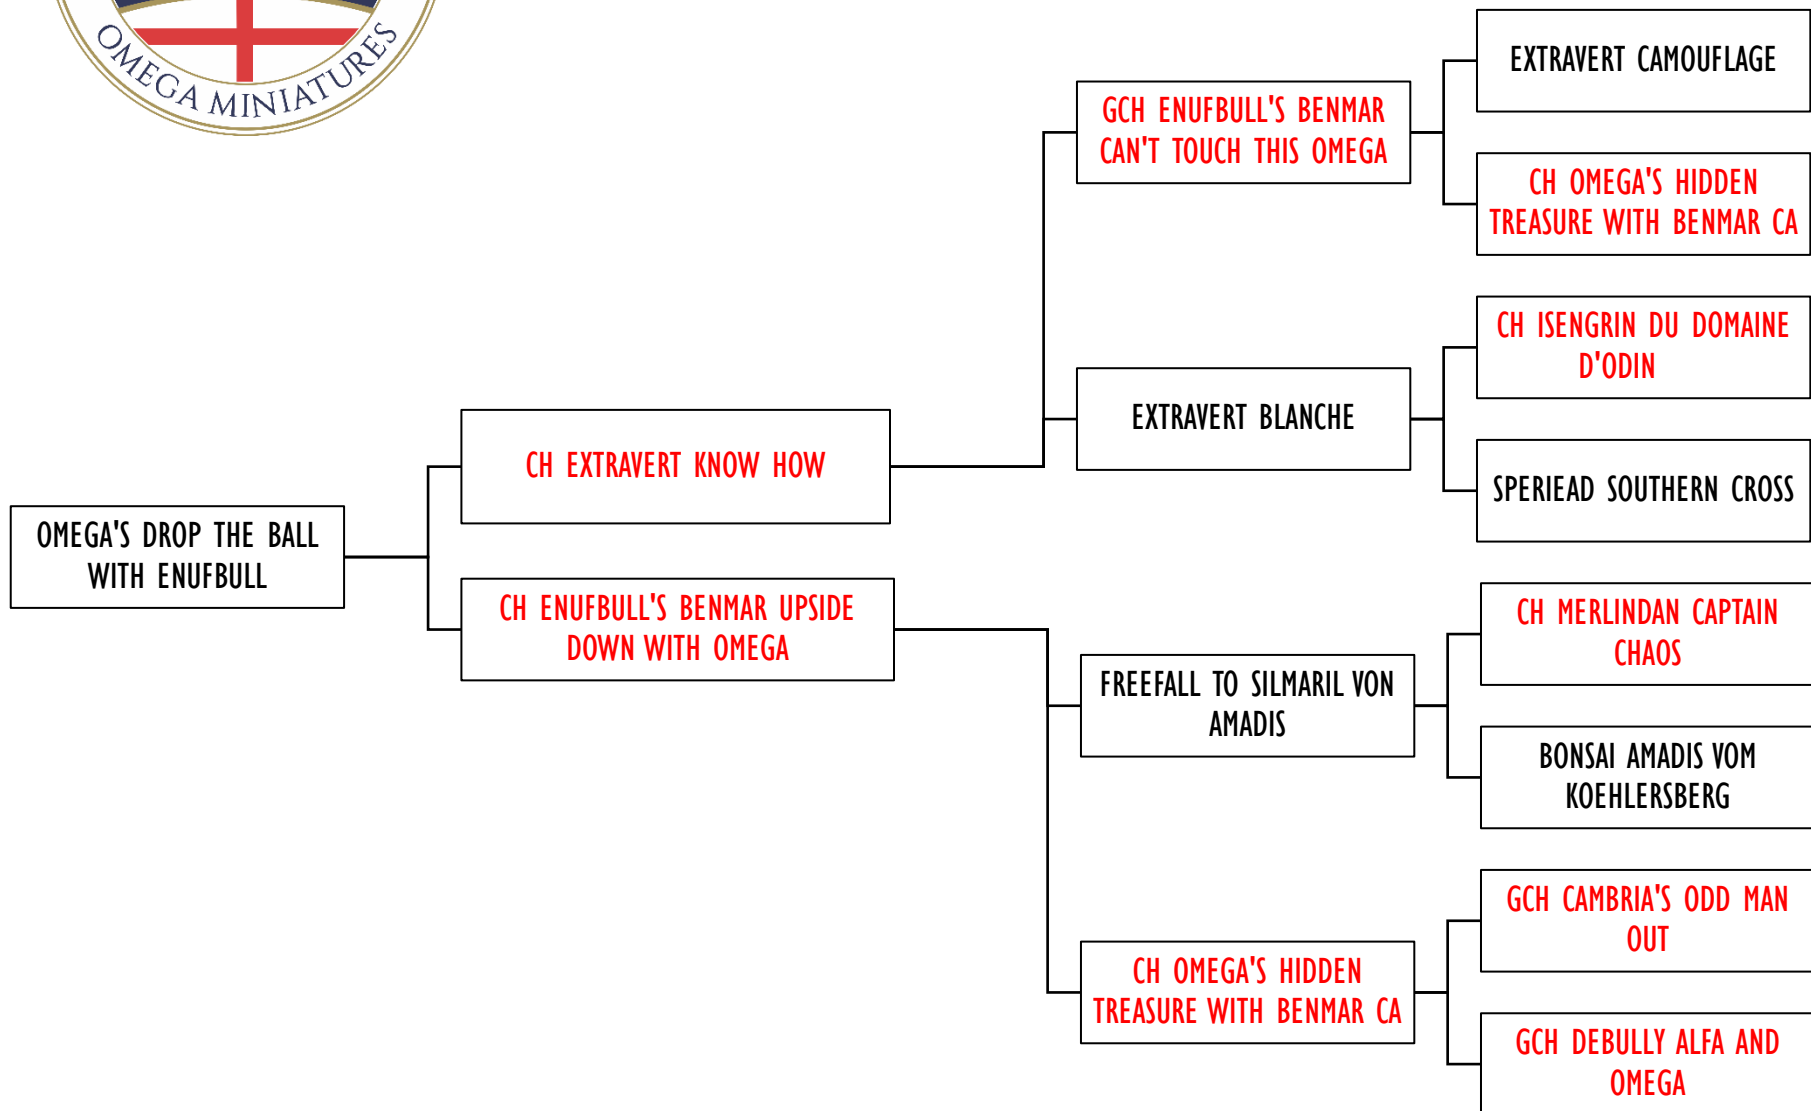 OMEGA MINIATURES
OMEGA'S DROP THE BALL
WITH ENUFBULL
CH EXTRAVERT KNOW HOW
CH ENUFBULL'S BENMAR UPSIDE
DOWN WITH OMEGA
GCH ENUFBULL'S BENMAR
CAN'T TOUCH THIS OMEGA
EXTRAVERT BLANCHE
FREEFALL TO SILMARIL VON
AMADIS
CH OMEGA'S HIDDEN
TREASURE WITH BENMAR CA
EXTRAVERT CAMOUFLAGE
CH OMEGA'S HIDDEN
TREASURE WITH BENMAR CA
CH ISENGRIN DU DOMAINE
D'ODIN
SPERIEAD SOUTHERN CROSS
CH MERLINDAN CAPTAIN
CHAOS
BONSAI AMADIS VOM
KOEHLERSBERG
GCH CAMBRIA'S ODD MAN
OUT
GCH DEBULLY ALFA AND
OMEGA